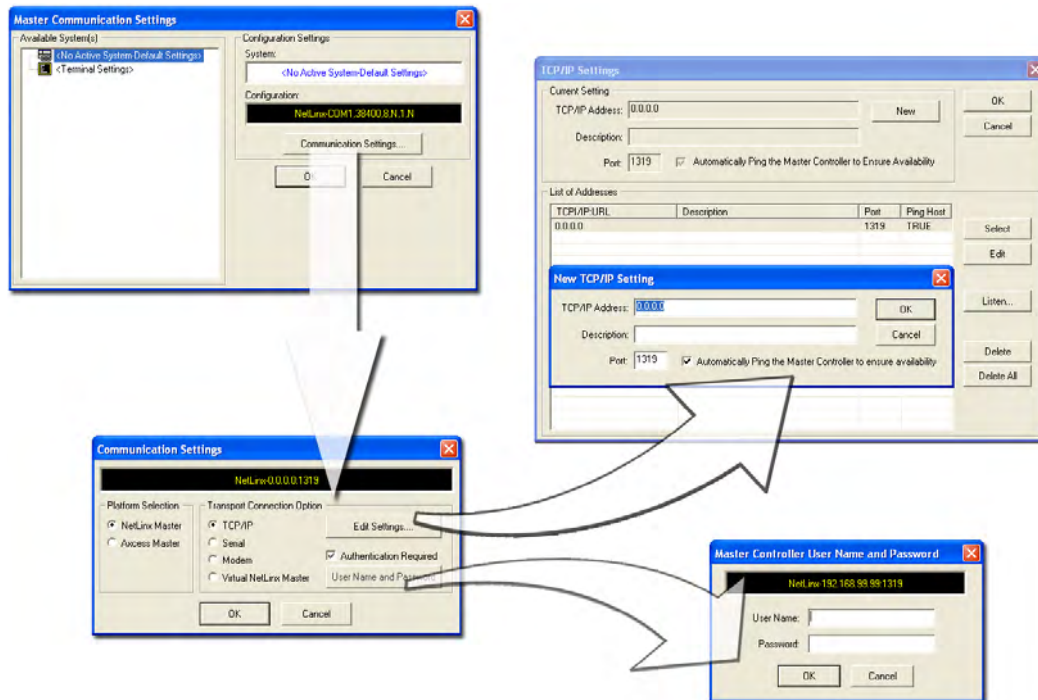 Master Communication Settings
Available System(s)
<No Active System-Default Settings>
<Terminal Settings>
Configuration Settings
System:
<No Active System-Default Settings>
Configuration:
NetLinx-COM1,38400,8,N,1,N
Communication Settings...
OK
Cancel
TCP/IP Settings
Current Setting
TCP/IP Address: 0.0.0.0
New
Description:
Port: 1319
Automatically Ping the Master Controller to Ensure Availability
OK
Cancel
List of Addresses
TCPI/IP:URL Description Port Ping Host
0.0.0.0 1319 TRUE
Select
Edit
Listen...
Delete
Delete All
New TCP/IP Setting
TCP/IP Address: 0.0.0.0
OK
Description:
Cancel
Port: 1319
Automatically Ping the Master Controller to ensure availability
Communication Settings
NetLinx-0.0.0.0:1319
Platform Selection
NetLinx Master
Axcess Master
Transport Connection Option
TCP/IP
Serial
Modem
Virtual NetLinx Master
Edit Settings...
Authentication Required
User Name and Password
OK
Cancel
Master Controller User Name and Password
NetLinx-192.168.99.99:1319
User Name:
Password:
OK
Cancel